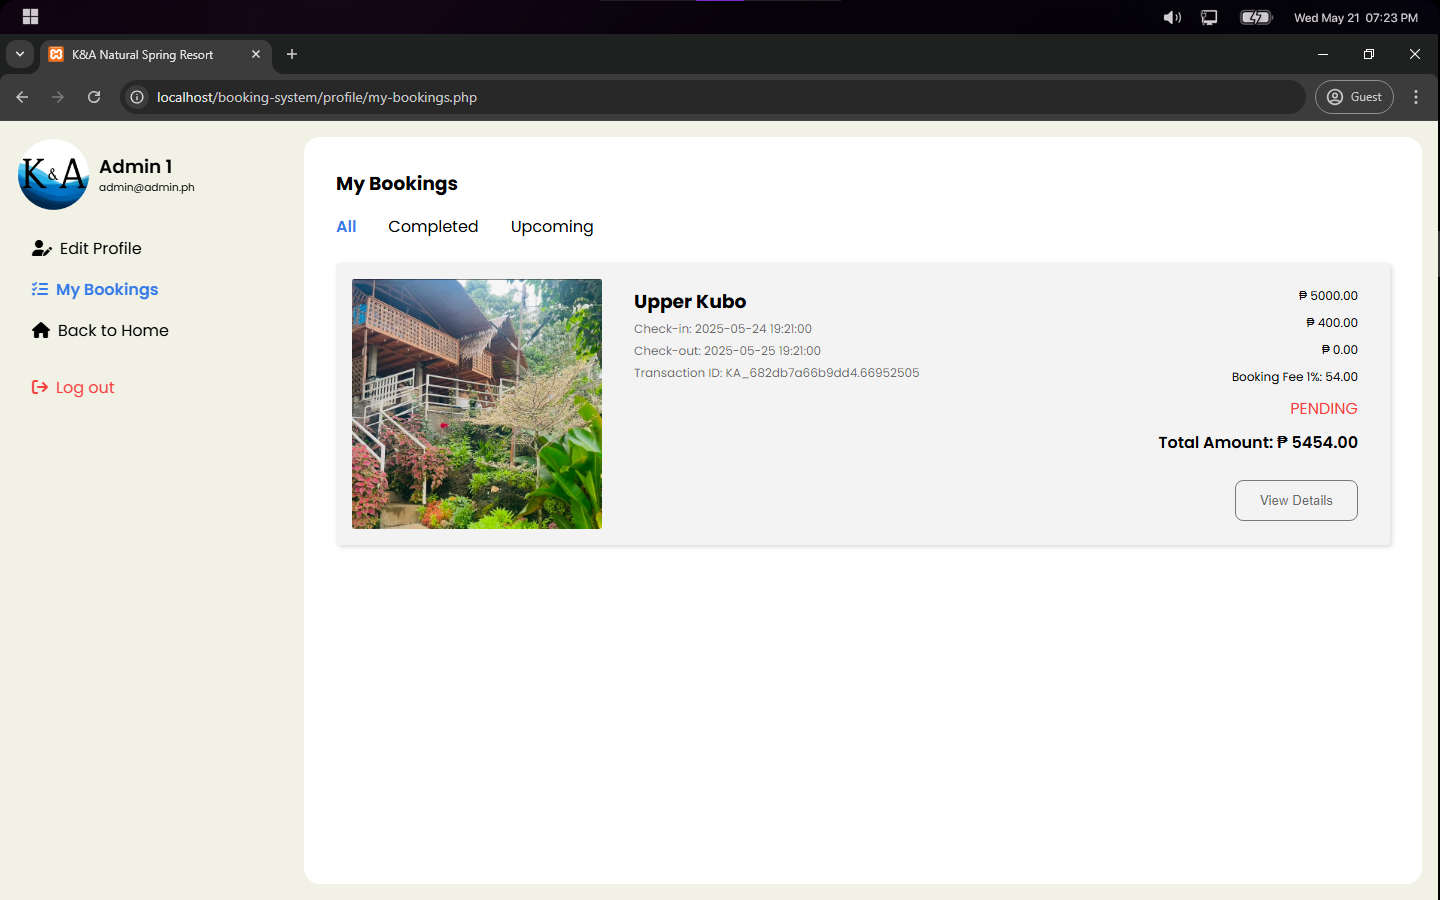 Wed May 21 07:23 PM
K&A Natural Spring Resort
localhost/booking-system/profile/my-bookings.php
Guest
K&A
Admin 1
admin@admin.ph
Edit Profile
My Bookings
Back to Home
Log out
My Bookings
All Completed Upcoming
Upper Kubo
Check-in: 2025-05-24 19:21:00
Check-out: 2025-05-25 19:21:00
Transaction ID: KA_682db7a66b9dd4.66952505
₱ 5000.00
₱ 400.00
₱ 0.00
Booking Fee 1%: 54.00
PENDING
Total Amount: ₱ 5454.00
View Details